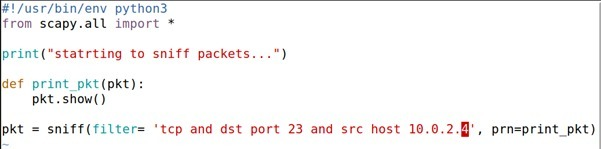 #!/usr/bin/env python3
from scapy.all import *
print("statrting to sniff packets...")
def print_pkt(pkt):
    pkt.show()
pkt = sniff(filter= 'tcp and dst port 23 and src host 10.0.2.4', prn=print_pkt)
~